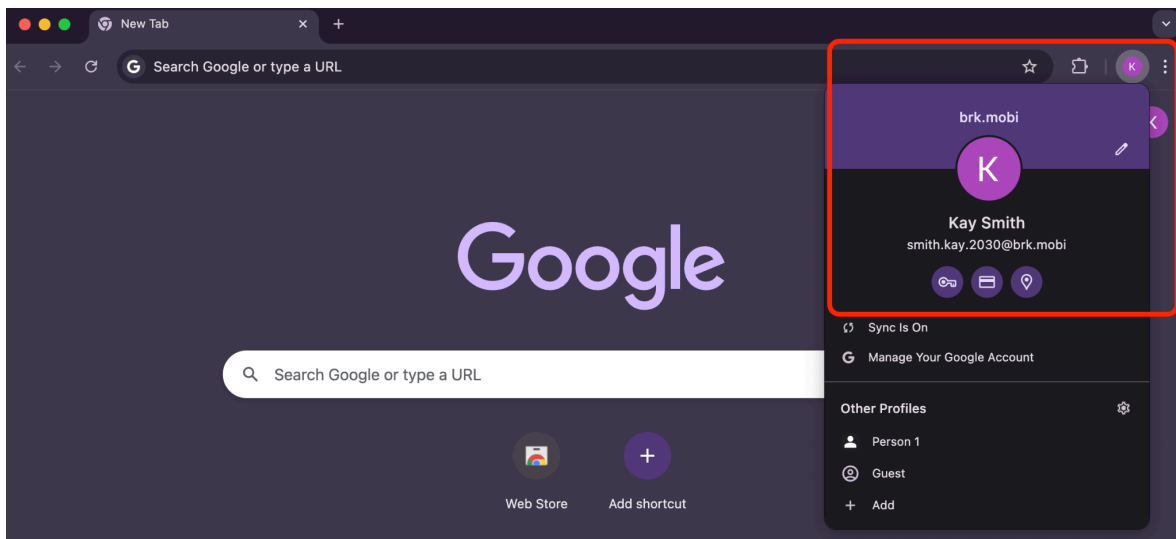 New Tab
G Search Google or type a URL
K
brk.mobi
K
K
Kay Smith
smith.kay.2030@brk.mobi
Google
Sync Is On
G Manage Your Google Account
Search Google or type a URL
Other Profiles
Person 1
Guest
Add
Web Store
Add shortcut